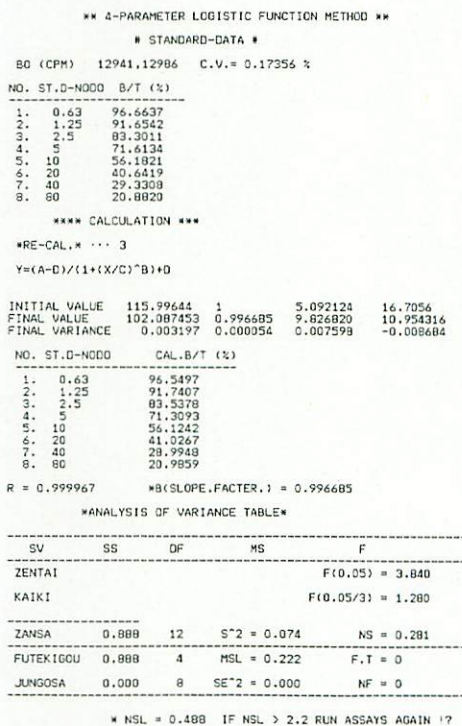 ** 4-PARAMETER LOGISTIC FUNCTION METHOD **
* STANDARD-DATA *
BO (CPM) 12941,12986 C.V.= 0.17356 %
NO. ST.D-NODO B/T (%)
1. 0.63 96.6637
2. 1.25 91.6542
3. 2.5 83.3011
4. 5 71.6134
5. 10 56.1821
6. 20 40.6419
7. 40 29.3308
8. 80 20.8820
**** CALCULATION ***
*RE-CAL.* ··· 3
Y=(A-D)/(1+(X/C)^B)+D
INITIAL VALUE 115.99644 1 5.092124 16.7056
FINAL VALUE 102.087453 0.996685 9.826820 10.954316
FINAL VARIANCE 0.003197 0.000054 0.007598 -0.008684
NO. ST.D-NODO CAL.B/T (%)
1. 0.63 96.5497
2. 1.25 91.7407
3. 2.5 83.5378
4. 5 71.3093
5. 10 56.1242
6. 20 41.0267
7. 40 28.9948
8. 80 20.9859
R = 0.999967 *B(SLOPE.FACTER.) = 0.996685
*ANALYSIS OF VARIANCE TABLE*
SV SS DF MS F
ZENTAI F(0.05) = 3.840
KAIKI F(0.05/3) = 1.280
ZANSA 0.888 12 S^2 = 0.074 NS = 0.281
FUTEKIGOU 0.888 4 MSL = 0.222 F.T = 0
JUNGOSA 0.000 8 SE^2 = 0.000 NF = 0
* NSL = 0.488 IF NSL > 2.2 RUN ASSAYS AGAIN !?